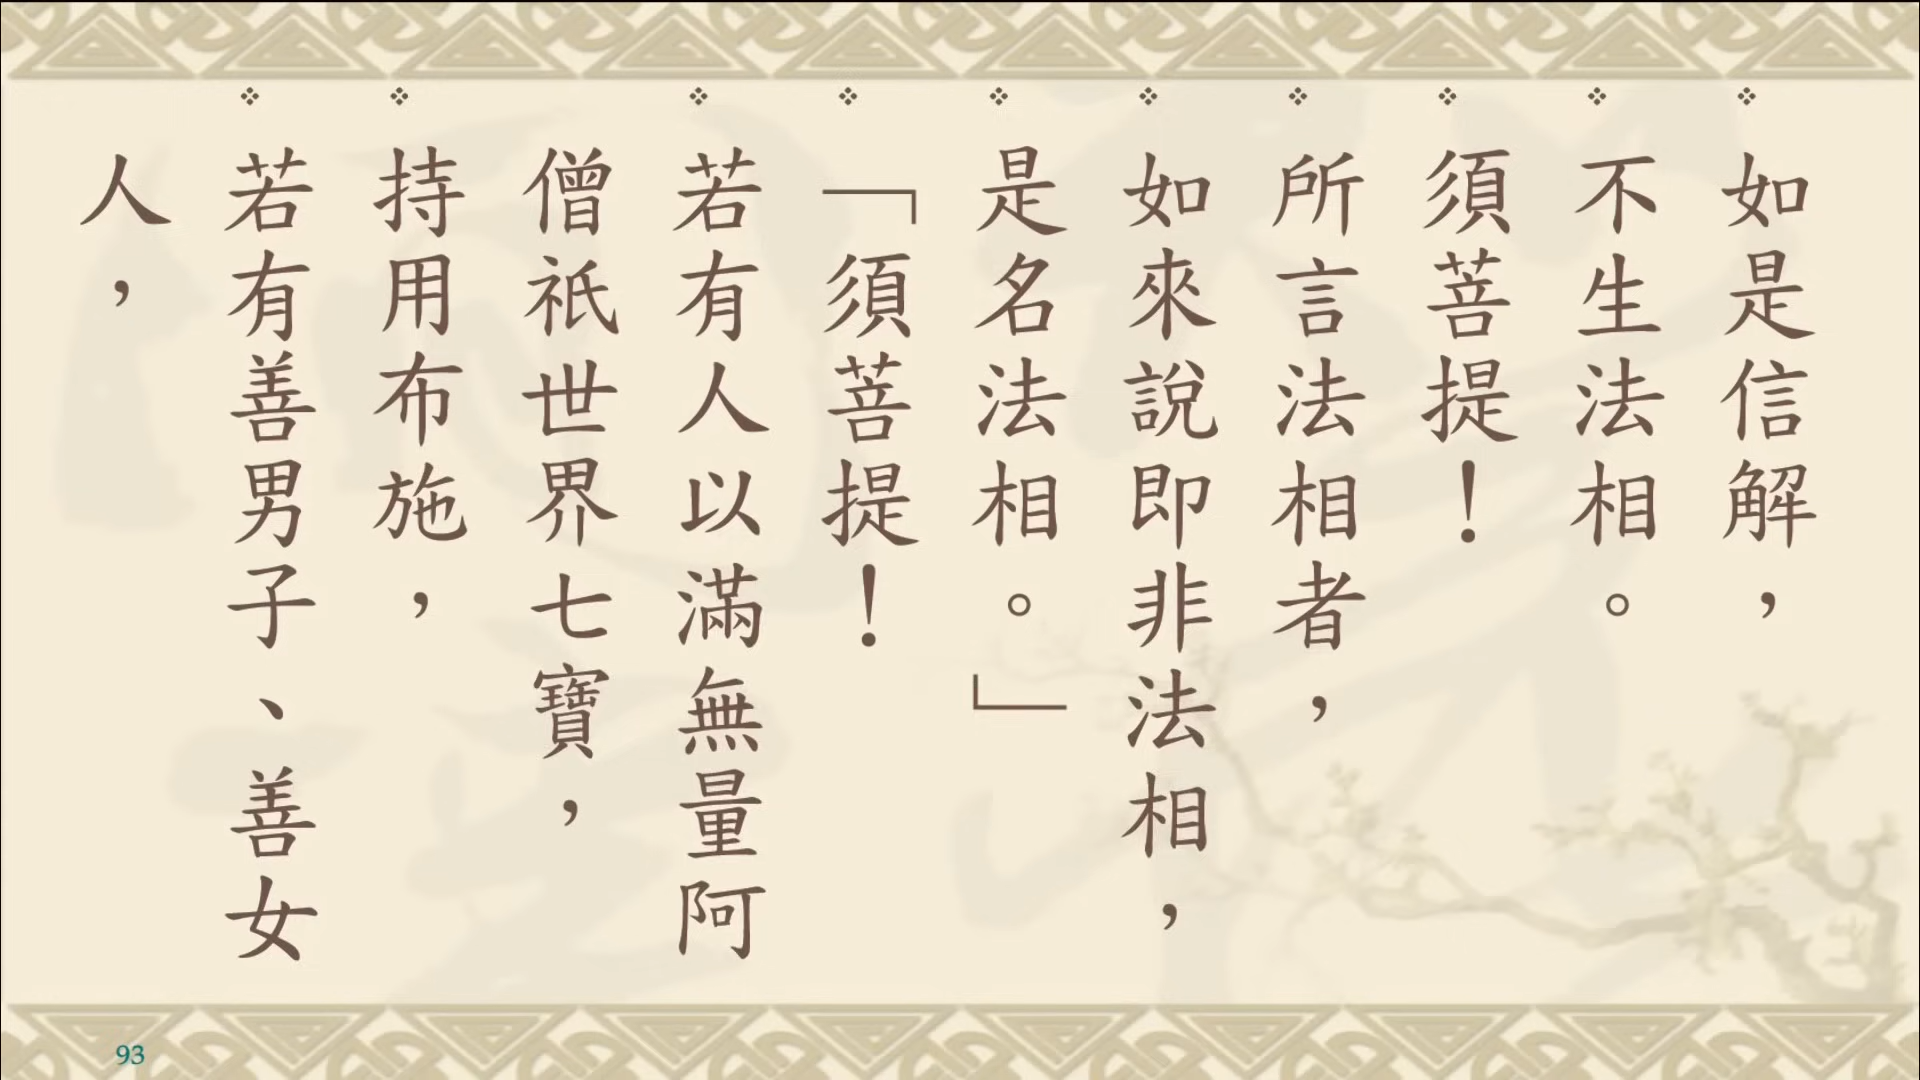 如是信解，
不生法相。
須菩提！
所言法相者，
如來說即非法相，
是名法相。」
「須菩提！
若有人以滿無量阿
僧祇世界七寶，
持用布施，
若有善男子、善女
人，
93